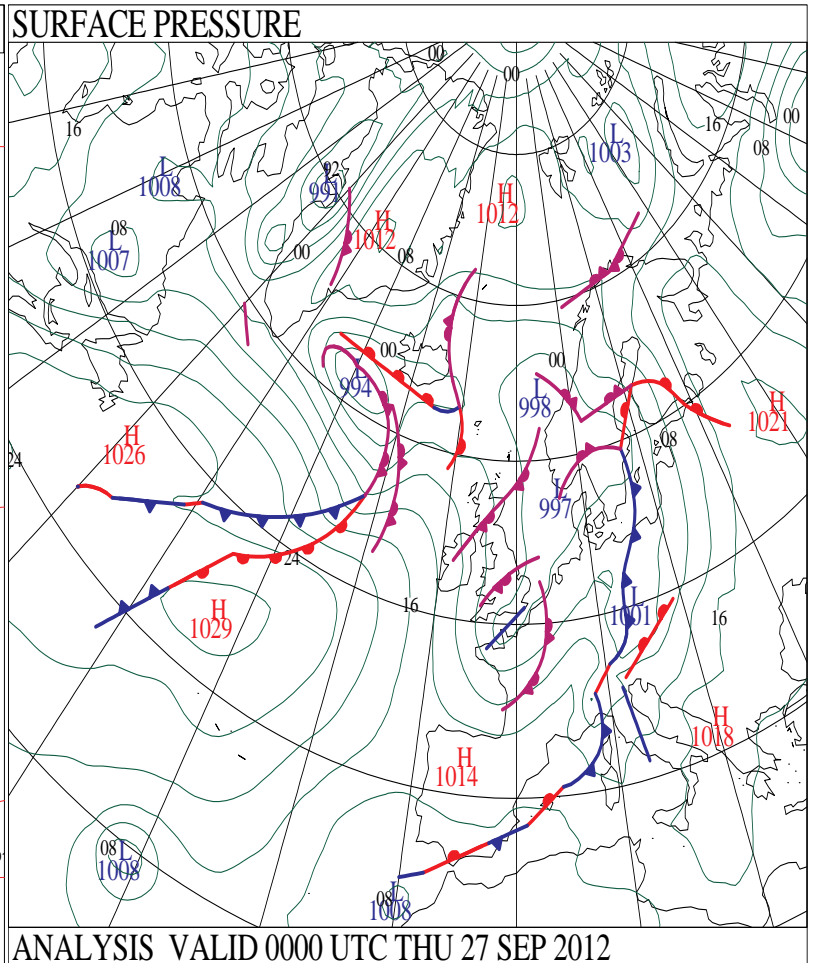 SURFACE PRESSURE
00
00
16
L
1003
16
00
08
L
1008
L
991
H
1012
H
1012
08
L
1007
00
08
00
L
994
00
L
998
H
1021
08
H
1026
24
L
997
24
16
H
1029
L
1001
16
H
1018
H
1014
08
L
1008
08
L
1008
ANALYSIS VALID 0000 UTC THU 27 SEP 2012